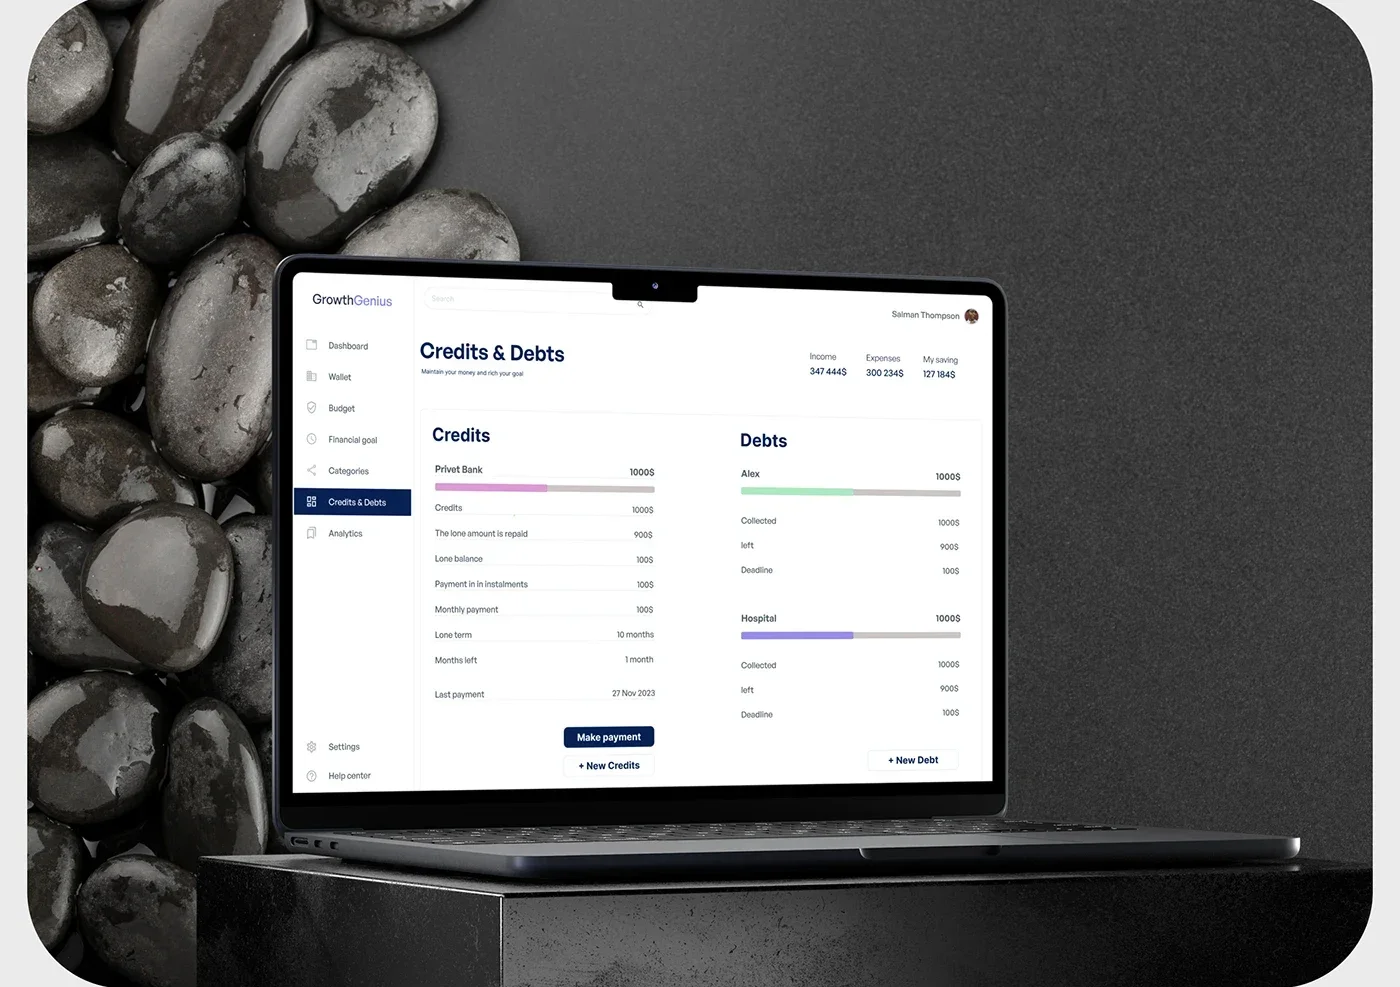 GrowthGenius
Search
Salman Thompson
Dashboard
Wallet
Budget
Financial goal
Categories
Credits & Debts
Analytics
Settings
Help center
Credits & Debts
Maintain your money and rich your goal
Income
347 444$
Expenses
300 234$
My saving
127 184$
Credits
Privet Bank 1000$
Credits 1000$
The lone amount is repaid 900$
Lone balance 100$
Payment in in instalments 100$
Monthly payment 100$
Lone term 10 months
Months left 1 month
Last payment 27 Nov 2023
Make payment
+ New Credits
Debts
Alex 1000$
Collected 1000$
left 900$
Deadline 100$
Hospital 1000$
Collected 1000$
left 900$
Deadline 100$
+ New Debt